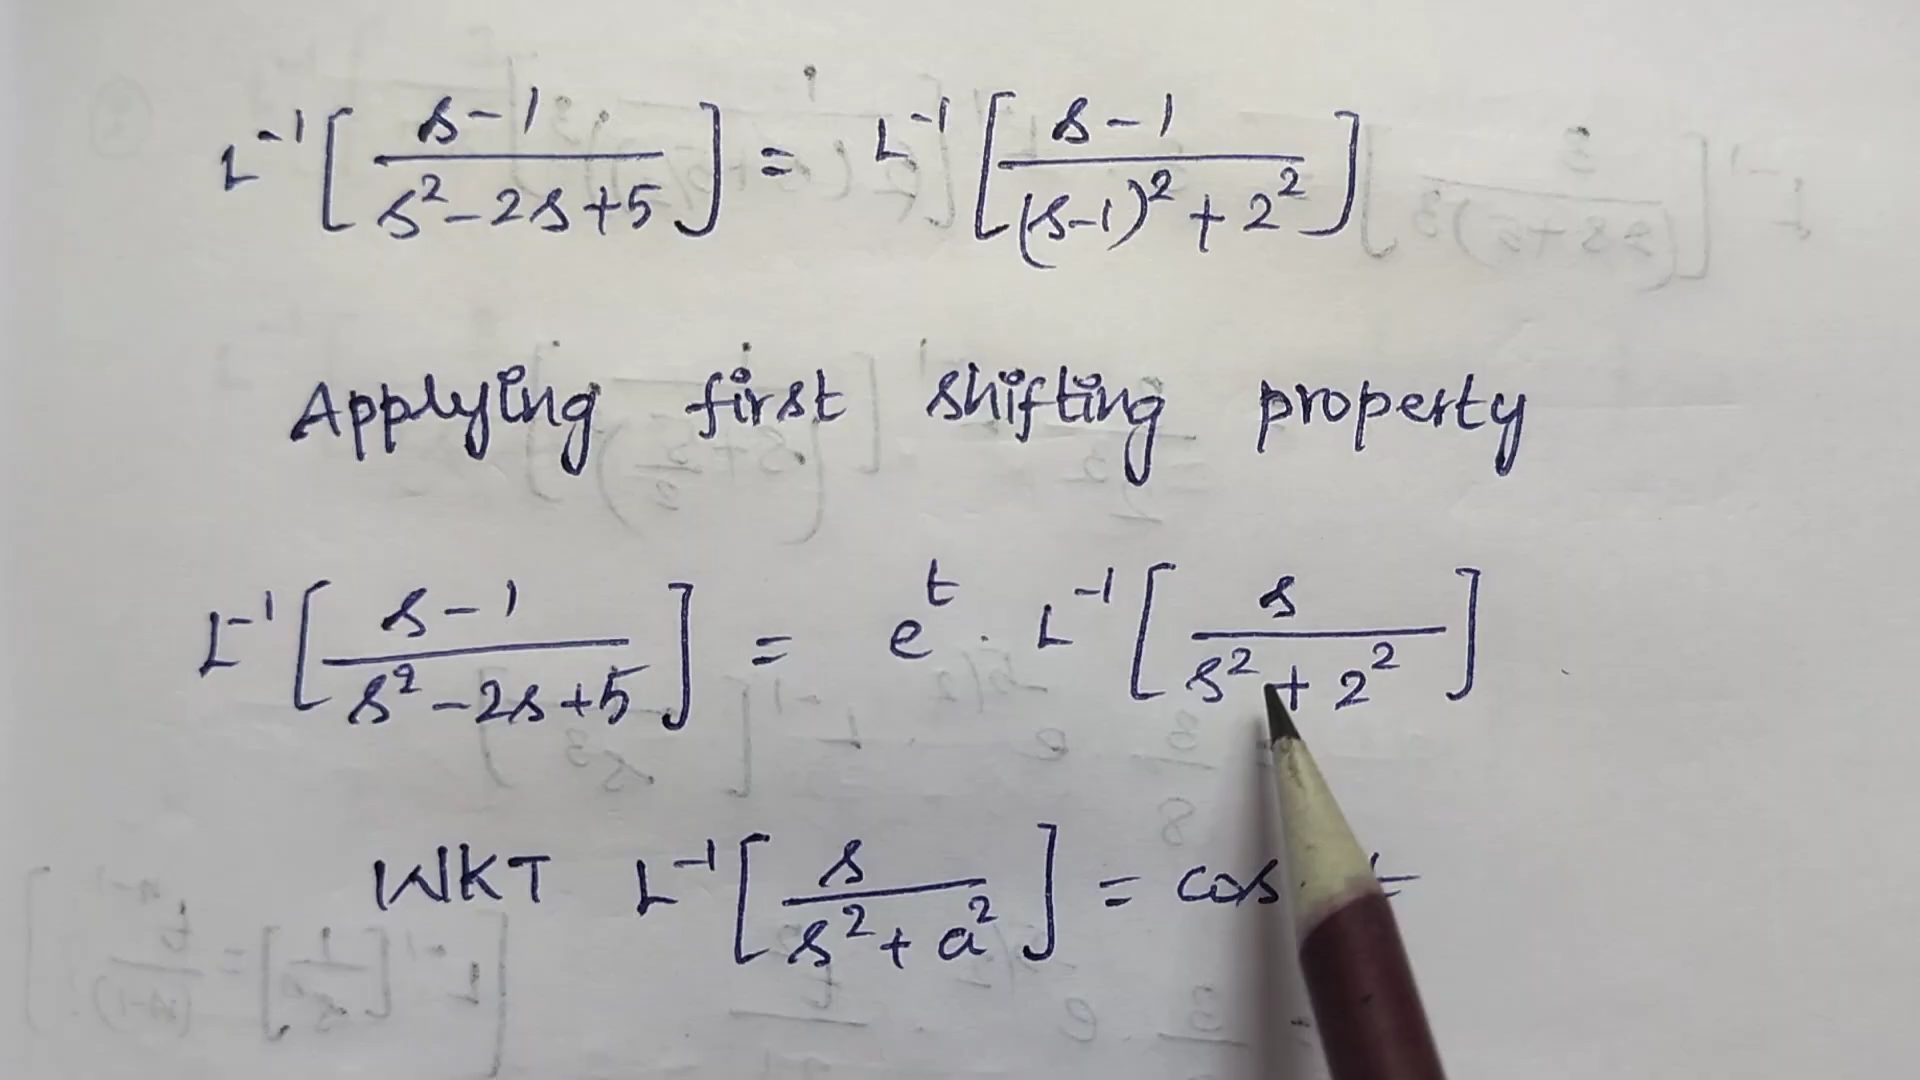 L⁻¹[(s-1)/(s²-2s+5)] = L⁻¹[(s-1)/((s-1)²+2²)]
Applying first shifting property
L⁻¹[(s-1)/(s²-2s+5)] = eᵗ · L⁻¹[s/(s²+2²)]
WKT L⁻¹[s/(s²+a²)] = cos